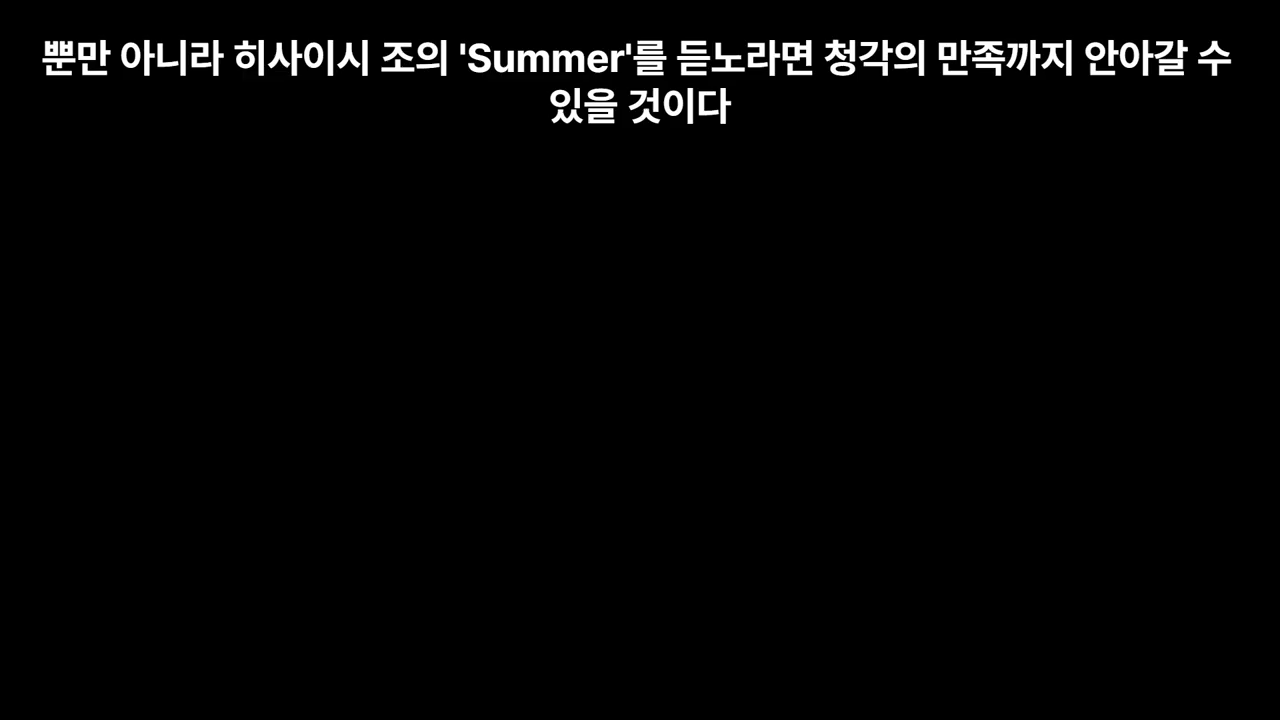 뿐만 아니라 히사이시 조의 'Summer'를 듣노라면 청각의 만족까지 안아갈 수
있을 것이다